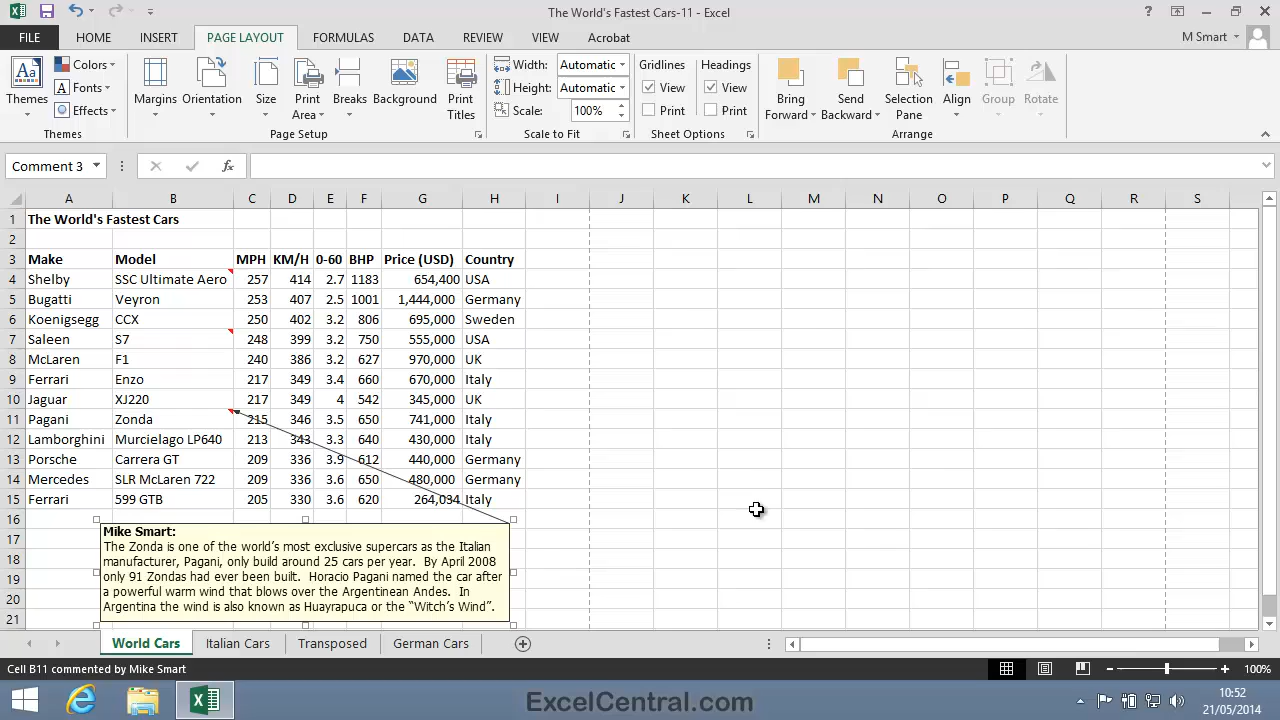 The World's Fastest Cars-11 - Excel
FILE HOME INSERT PAGE LAYOUT FORMULAS DATA REVIEW VIEW Acrobat M Smart
Colors Width: Automatic Gridlines Headings
Fonts Height: Automatic View View
Themes Effects Margins Orientation Size Print Area Breaks Background Print Titles Scale: 100% Print Print Bring Forward Send Backward Selection Pane Align Group Rotate
Themes Page Setup Scale to Fit Sheet Options Arrange
Comment 3 fx
A B C D E F G H I J K L M N O P Q R S
1 The World's Fastest Cars
2
3 Make Model MPH KM/H 0-60 BHP Price (USD) Country
4 Shelby SSC Ultimate Aero 257 414 2.7 1183 654,400 USA
5 Bugatti Veyron 253 407 2.5 1001 1,444,000 Germany
6 Koenigsegg CCX 250 402 3.2 806 695,000 Sweden
7 Saleen S7 248 399 3.2 750 555,000 USA
8 McLaren F1 240 386 3.2 627 970,000 UK
9 Ferrari Enzo 217 349 3.4 660 670,000 Italy
10 Jaguar XJ220 217 349 4 542 345,000 UK
11 Pagani Zonda 215 346 3.5 650 741,000 Italy
12 Lamborghini Murcielago LP640 213 343 3.3 640 430,000 Italy
13 Porsche Carrera GT 209 336 3.9 612 440,000 Germany
14 Mercedes SLR McLaren 722 209 336 3.6 650 480,000 Germany
15 Ferrari 599 GTB 205 330 3.6 620 264,034 Italy
16
17 Mike Smart:
18 The Zonda is one of the world's most exclusive supercars as the Italian
19 manufacturer, Pagani, only build around 25 cars per year. By April 2008
20 only 91 Zondas had ever been built. Horacio Pagani named the car after
21 a powerful warm wind that blows over the Argentinean Andes. In
Argentina the wind is also known as Huayrapuca or the “Witch's Wind”.
World Cars Italian Cars Transposed German Cars
Cell B11 commented by Mike Smart 100%
ExcelCentral.com
10:52
21/05/2014